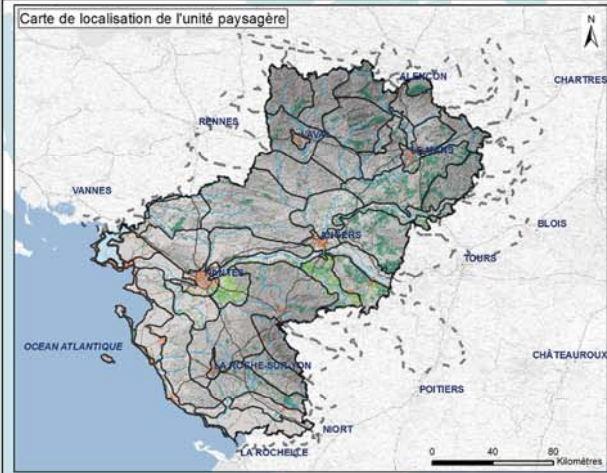 Carte de localisation de l'unité paysagère
N
ALENÇON
CHARTRES
RENNES
LAVAL
LE MANS
VANNES
BLOIS
ANGERS
TOURS
NANTES
OCEAN ATLANTIQUE
LA ROCHE-SUR-YON
CHÂTEAUROUX
POITIERS
NIORT
LA ROCHELLE
0 40 80
Kilomètres